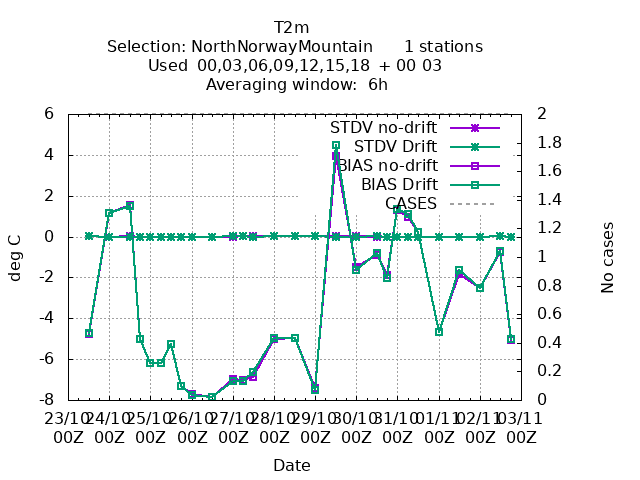 T2m
Selection: NorthNorwayMountain 1 stations
Used 00,03,06,09,12,15,18 + 00 03
Averaging window: 6h
STDV no-drift
STDV Drift
BIAS no-drift
BIAS Drift
CASES
deg C
6
4
2
0
-2
-4
-6
-8
No cases
2
1.8
1.6
1.4
1.2
1
0.8
0.6
0.4
0.2
0
23/10 24/10 25/10 26/10 27/10 28/10 29/10 30/10 31/10 01/11 02/11 03/11
00Z 00Z 00Z 00Z 00Z 00Z 00Z 00Z 00Z 00Z 00Z 00Z
Date